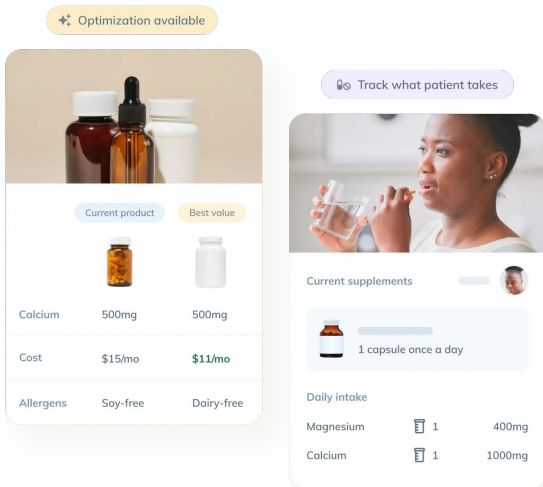 Optimization available
Current product Best value
Calcium 500mg 500mg
Cost $15/mo $11/mo
Allergens Soy-free Dairy-free
Track what patient takes
Current supplements
1 capsule once a day
Daily intake
Magnesium 1 400mg
Calcium 1 1000mg